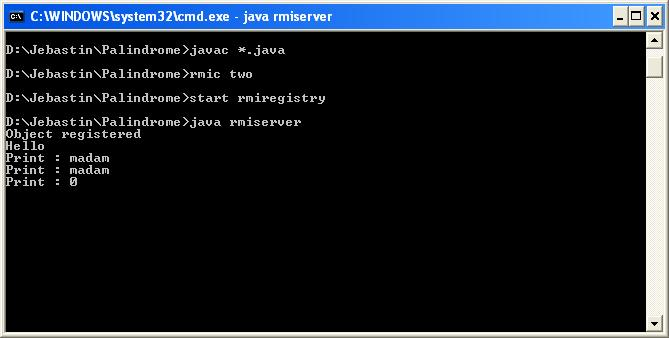 C:\WINDOWS\system32\cmd.exe - java rmiserver
D:\Jebastin\Palindrome>javac *.java
D:\Jebastin\Palindrome>rmic two
D:\Jebastin\Palindrome>start rmiregistry
D:\Jebastin\Palindrome>java rmiserver
Object registered
Hello
Print : madam
Print : madam
Print : 0